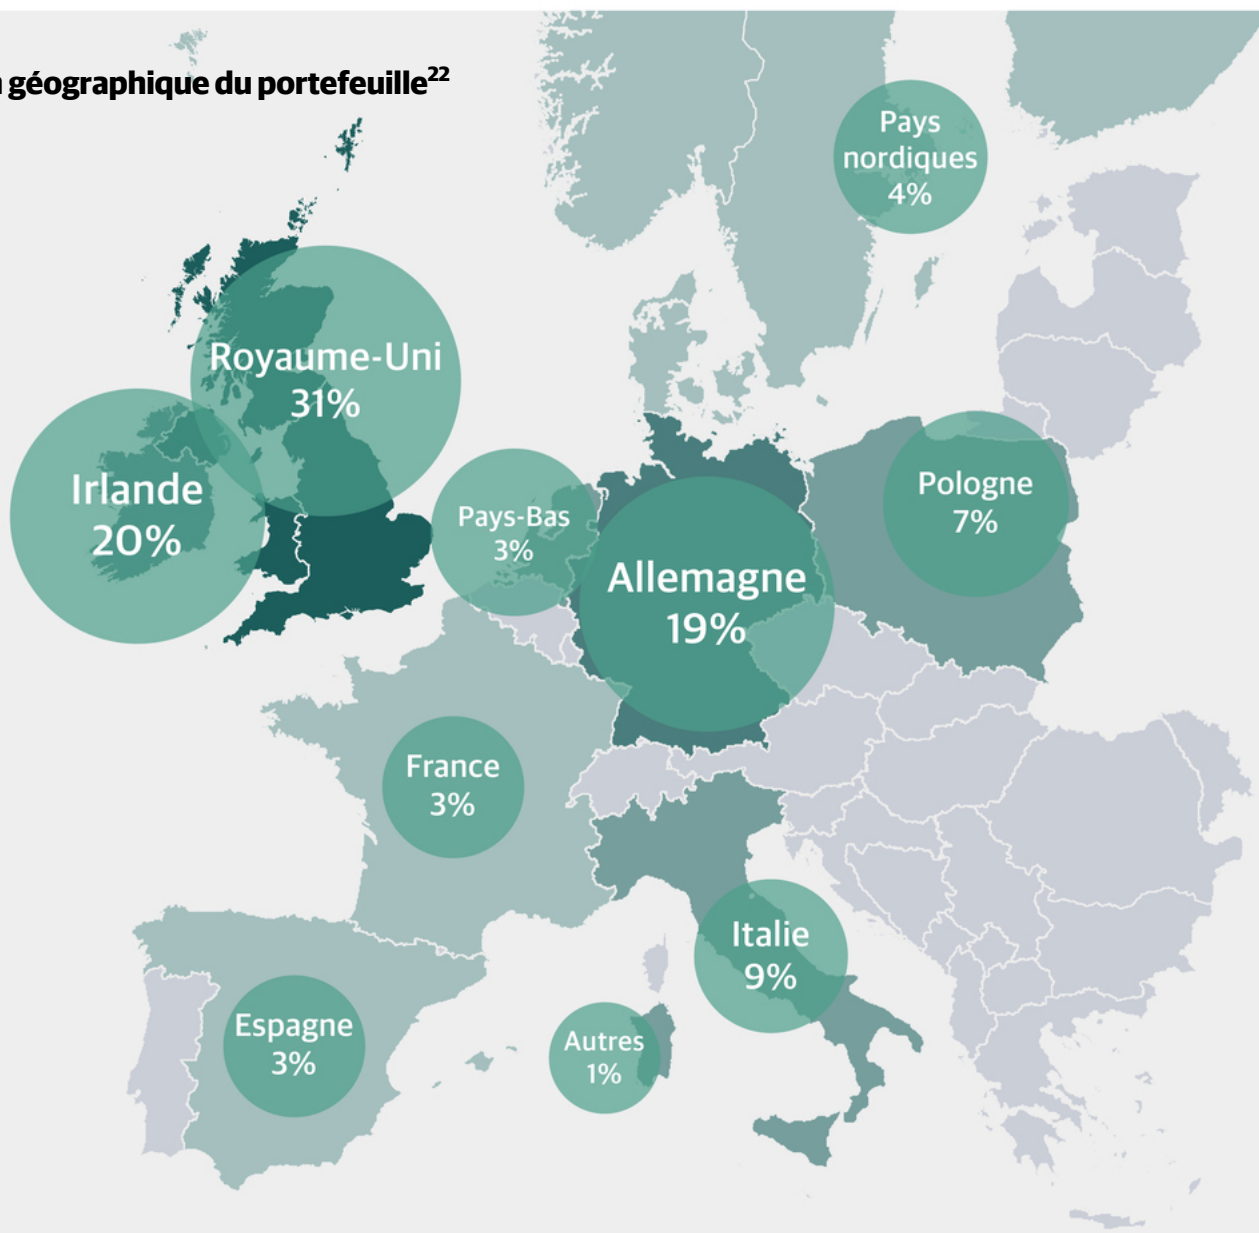 géographique du portefeuille22
Pays
nordiques
4%
Royaume-Uni
31%
Irlande
20%
Pays-Bas
3%
Allemagne
19%
Pologne
7%
France
3%
Italie
9%
Espagne
3%
Autres
1%